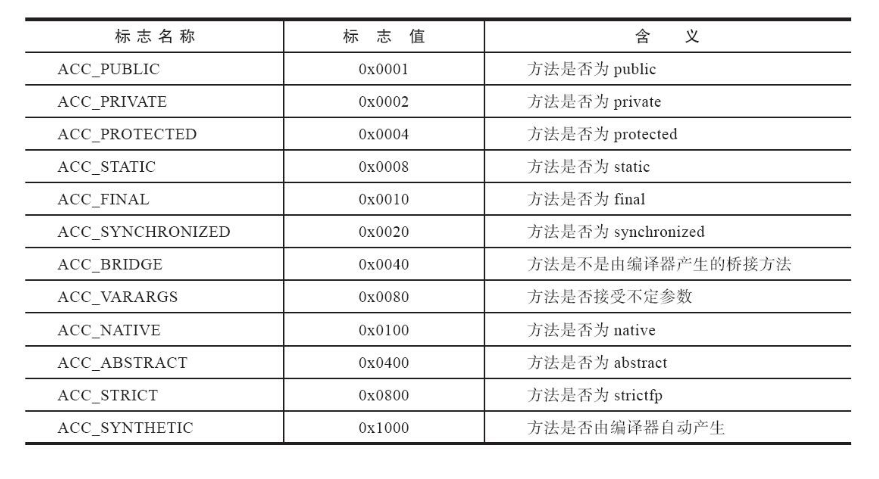 标志名称 标志值 含义
ACC_PUBLIC 0x0001 方法是否为 public
ACC_PRIVATE 0x0002 方法是否为 private
ACC_PROTECTED 0x0004 方法是否为 protected
ACC_STATIC 0x0008 方法是否为 static
ACC_FINAL 0x0010 方法是否为 final
ACC_SYNCHRONIZED 0x0020 方法是否为 synchronized
ACC_BRIDGE 0x0040 方法是不是由编译器产生的桥接方法
ACC_VARARGS 0x0080 方法是否接受不定参数
ACC_NATIVE 0x0100 方法是否为 native
ACC_ABSTRACT 0x0400 方法是否为 abstract
ACC_STRICT 0x0800 方法是否为 strictfp
ACC_SYNTHETIC 0x1000 方法是否由编译器自动产生